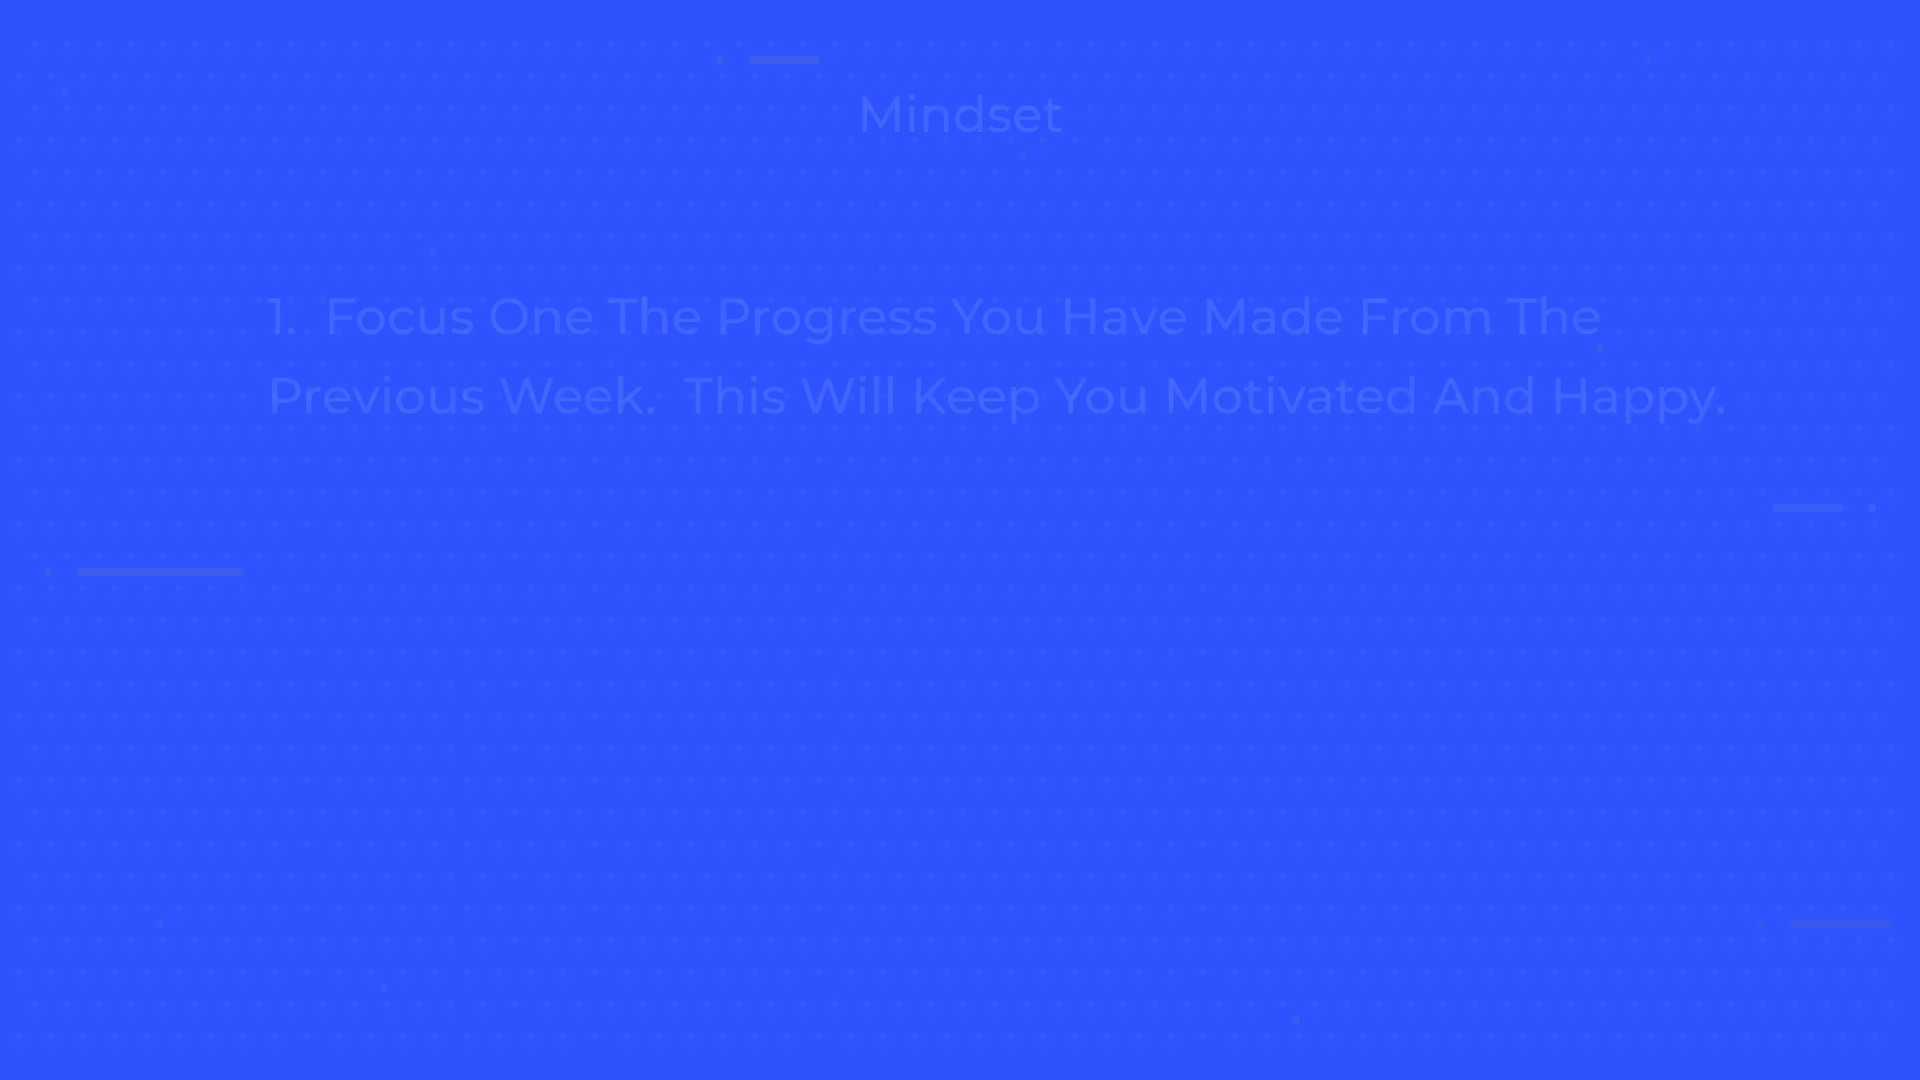 Mindset
1.  Focus One The Progress You Have Made From The
Previous Week.  This Will Keep You Motivated And Happy.